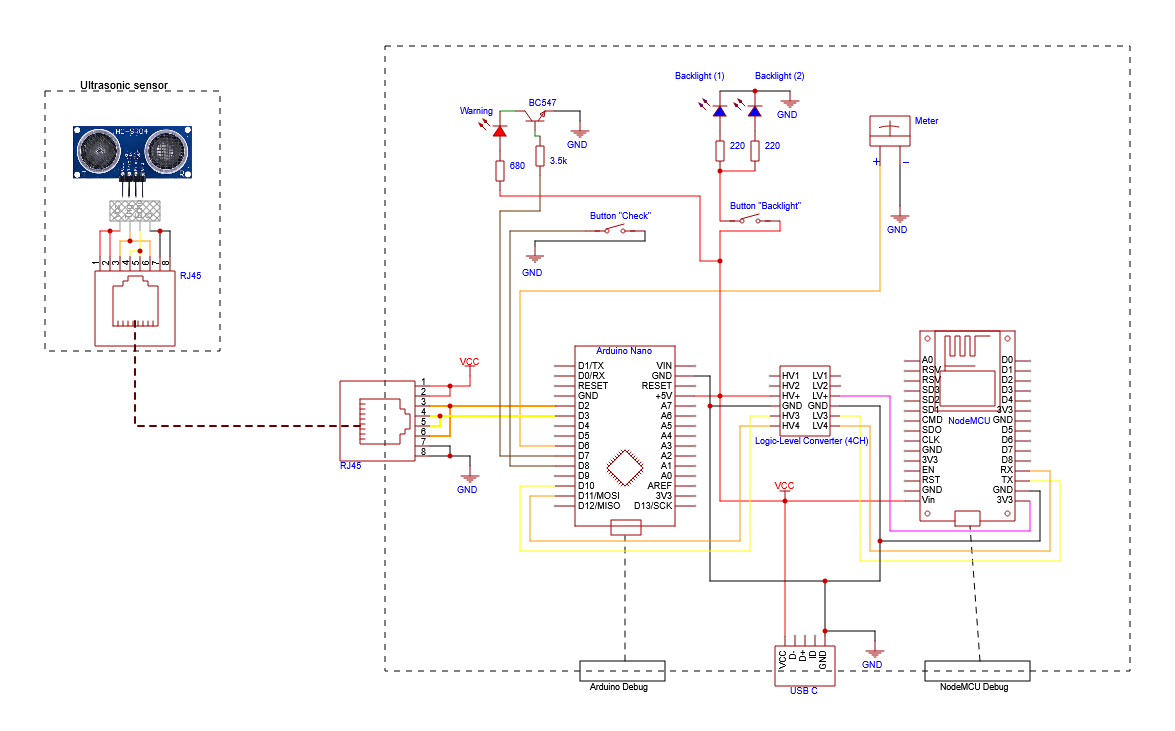 Ultrasonic sensor
HC-SR04
1 2 3 4 5 6 7 8
RJ45
Warning
BC547
GND
680
3.5k
Backlight (1)
Backlight (2)
GND
220
220
Meter
+
–
GND
Button "Check"
GND
Button "Backlight"
VCC
1
2
3
4
5
6
7
8
RJ45
GND
Arduino Nano
D1/TX
D0/RX
RESET
GND
D2
D3
D4
D5
D6
D7
D8
D9
D10
D11/MOSI
D12/MISO
VIN
GND
RESET
+5V
A7
A6
A5
A4
A3
A2
A1
A0
AREF
3V3
D13/SCK
HV1
HV2
HV+
GND
HV3
HV4
LV1
LV2
LV+
GND
LV3
LV4
Logic-Level Converter (4CH)
VCC
A0
RSV
RSV
SD3
SD2
SD1
CMD
SDO
CLK
GND
3V3
EN
RST
GND
Vin
NodeMCU
D0
D1
D2
D3
D4
3V3
GND
D5
D6
D7
D8
RX
TX
GND
3V3
VCC
D-
D+
ID
GND
USB C
GND
Arduino Debug
NodeMCU Debug